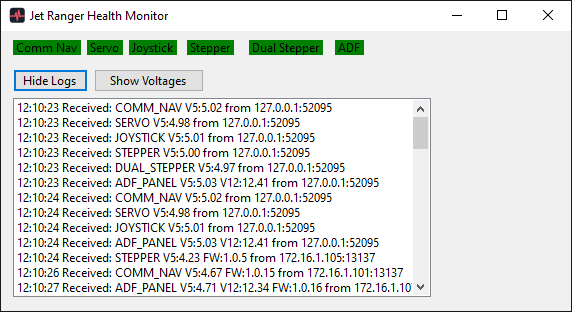 Jet Ranger Health Monitor
Comm Nav Servo Joystick Stepper Dual Stepper ADF
Hide Logs Show Voltages
12:10:23 Received: COMM_NAV V5:5.02 from 127.0.0.1:52095
12:10:23 Received: SERVO V5:4.98 from 127.0.0.1:52095
12:10:23 Received: JOYSTICK V5:5.01 from 127.0.0.1:52095
12:10:23 Received: STEPPER V5:5.00 from 127.0.0.1:52095
12:10:23 Received: DUAL_STEPPER V5:4.97 from 127.0.0.1:52095
12:10:23 Received: ADF_PANEL V5:5.03 V12:12.41 from 127.0.0.1:52095
12:10:24 Received: COMM_NAV V5:5.02 from 127.0.0.1:52095
12:10:24 Received: SERVO V5:4.98 from 127.0.0.1:52095
12:10:24 Received: JOYSTICK V5:5.01 from 127.0.0.1:52095
12:10:24 Received: ADF_PANEL V5:5.03 V12:12.41 from 127.0.0.1:52095
12:10:24 Received: STEPPER V5:4.23 FW:1.0.5 from 172.16.1.105:13137
12:10:26 Received: COMM_NAV V5:4.67 FW:1.0.15 from 172.16.1.101:13137
12:10:27 Received: ADF_PANEL V5:4.71 V12:12.34 FW:1.0.16 from 172.16.1.10